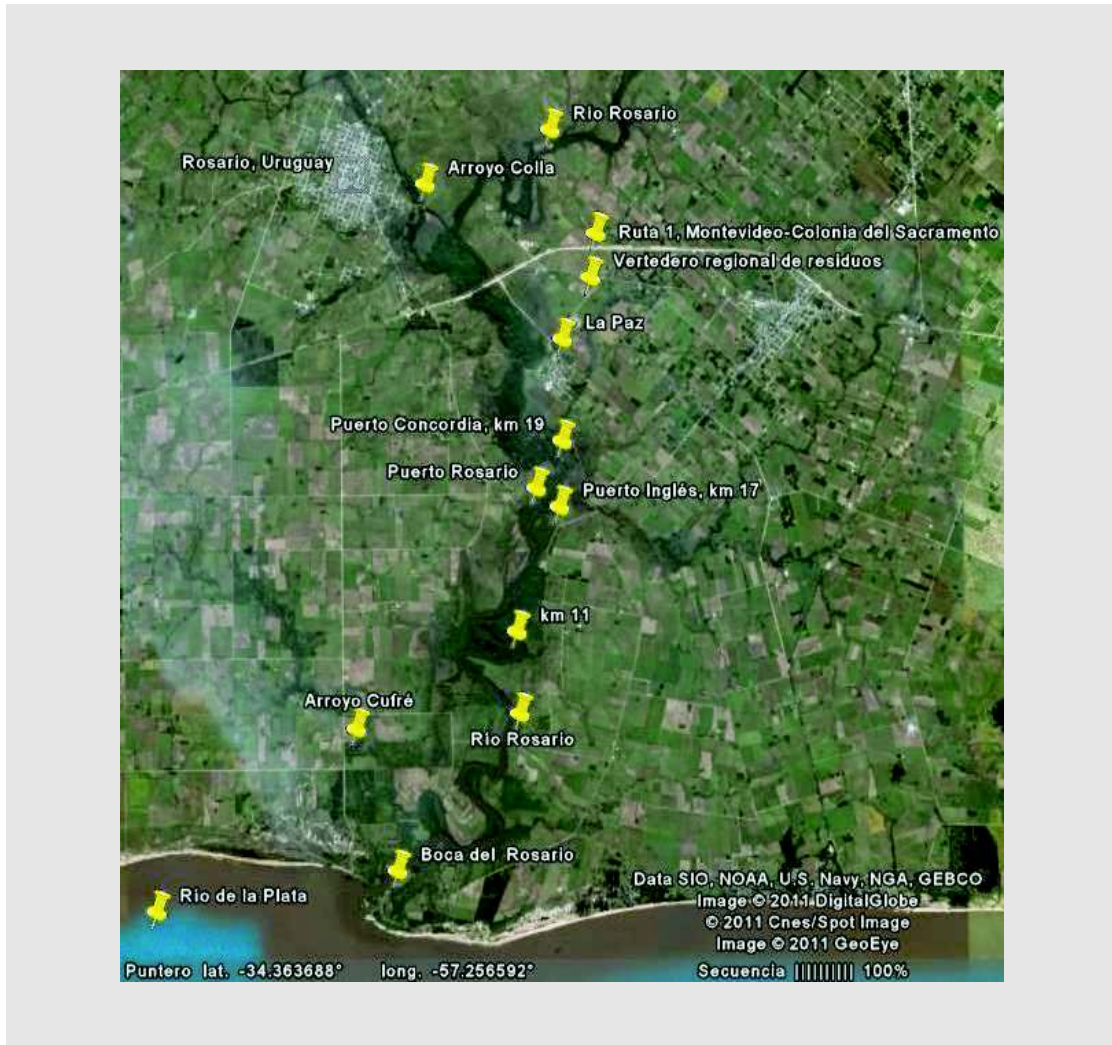 Rio Rosario
Rosario, Uruguay
Arroyo Colla
Ruta 1, Montevideo-Colonia del Sacramento
Vertedero regional de residuos
La Paz
Puerto Concordia, km 19
Puerto Rosario
Puerto Inglés, km 17
km 11
Arroyo Cufré
Rio Rosario
Boca del Rosario
Rio de la Plata
Data SIO, NOAA, U.S. Navy, NGA, GEBCO
Image © 2011 DigitalGlobe
© 2011 Cnes/Spot Image
Image © 2011 GeoEye
Puntero lat. -34.363688° long. -57.256592° Secuencia |||||||||| 100%